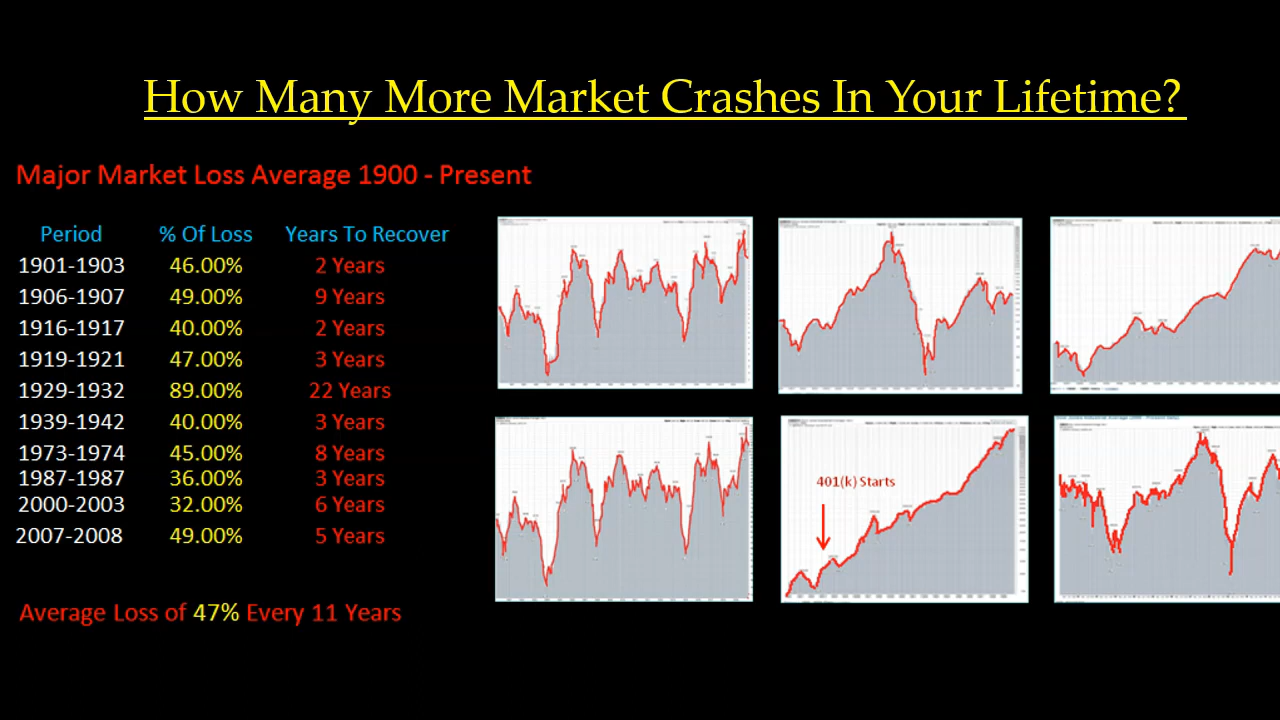 How Many More Market Crashes In Your Lifetime?
Major Market Loss Average 1900 - Present
Period % Of Loss Years To Recover
1901-1903 46.00% 2 Years
1906-1907 49.00% 9 Years
1916-1917 40.00% 2 Years
1919-1921 47.00% 3 Years
1929-1932 89.00% 22 Years
1939-1942 40.00% 3 Years
1973-1974 45.00% 8 Years
1987-1987 36.00% 3 Years
2000-2003 32.00% 6 Years
2007-2008 49.00% 5 Years
Average Loss of 47% Every 11 Years
401(k) Starts